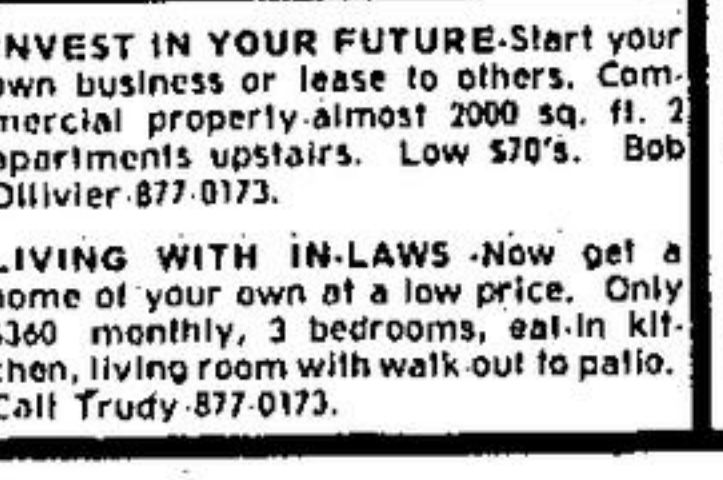 INVEST IN YOUR FUTURE-Start your
own business or lease to others. Com-
mercial property-almost 2000 sq. ft. 2
apartments upstairs. Low $70's. Bob
Ollivier-877-0173.
LIVING WITH IN-LAWS -Now get a
home of your own at a low price. Only
$360 monthly, 3 bedrooms, eat-in kit-
chen, living room with walk-out to patio.
Call Trudy-877-0173.